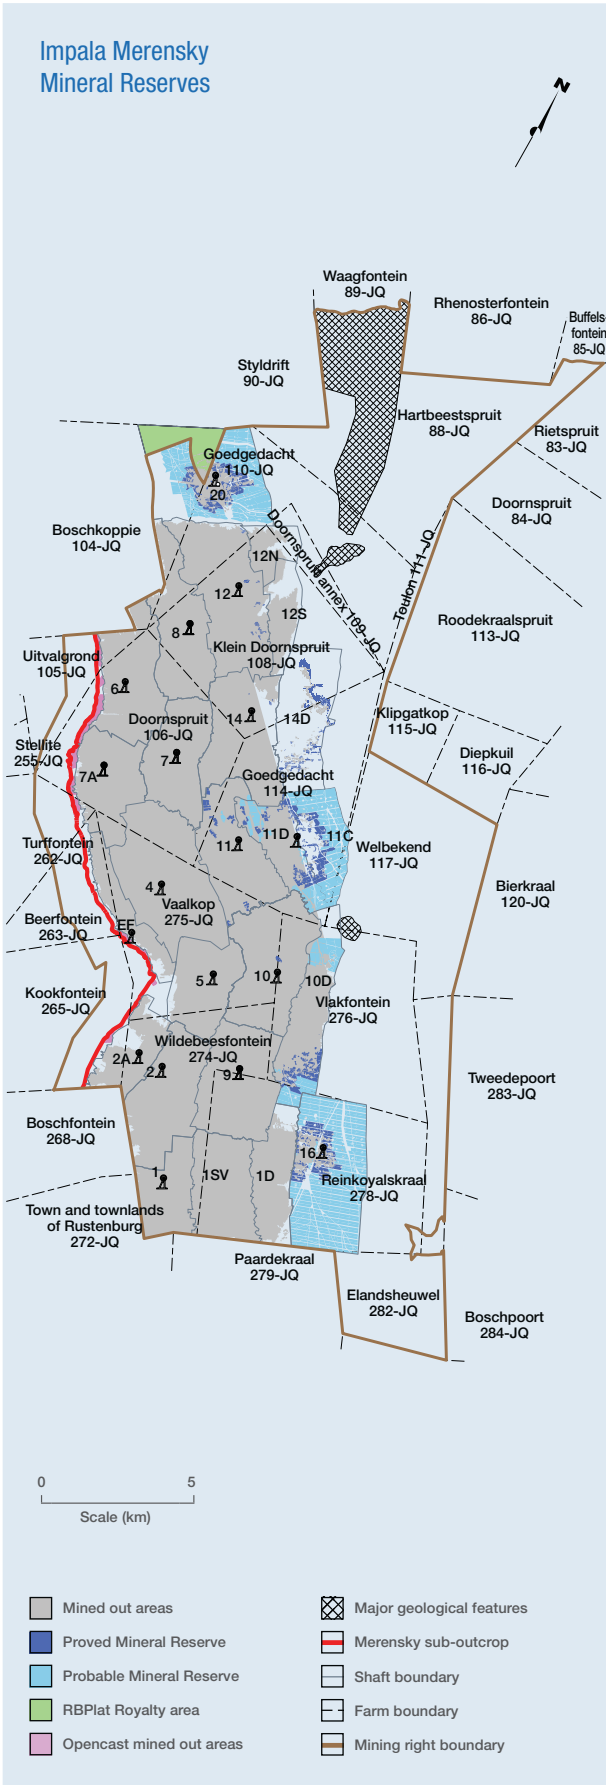 Impala Merensky
Mineral Reserves
N
Waagfontein
89-JQ
Rhenosterfontein
86-JQ
Buffels-
fontein
85-JQ
Styldrift
90-JQ
Hartbeestspruit
88-JQ
Rietspruit
83-JQ
Goedgedacht
110-JQ
20
Doornspruit
84-JQ
Boschkoppie
104-JQ
Doornspruit annex 109-JQ
Teulon 111-JQ
12N
12
12S
8
Roodekraalspruit
113-JQ
Klein Doornspruit
108-JQ
Uitvalgrond
105-JQ
6
Doornspruit
106-JQ
14
14D
Klipgatkop
115-JQ
Stellite
255-JQ
7
Diepkuil
116-JQ
7A
Goedgedacht
114-JQ
Turffontein
262-JQ
11
11D
11C
Welbekend
117-JQ
4
Vaalkop
275-JQ
Bierkraal
120-JQ
Beerfontein
263-JQ
EF
5
10
10D
Kookfontein
265-JQ
Vlakfontein
276-JQ
Wildebeesfontein
274-JQ
2A
2
9
Tweedepoort
283-JQ
Boschfontein
268-JQ
16
1
1SV
1D
Reinkoyalskraal
278-JQ
Town and townlands
of Rustenburg
272-JQ
Paardekraal
279-JQ
Elandsheuwel
282-JQ
Boschpoort
284-JQ
0 5
Scale (km)
Mined out areas
Proved Mineral Reserve
Probable Mineral Reserve
RBPlat Royalty area
Opencast mined out areas
Major geological features
Merensky sub-outcrop
Shaft boundary
Farm boundary
Mining right boundary